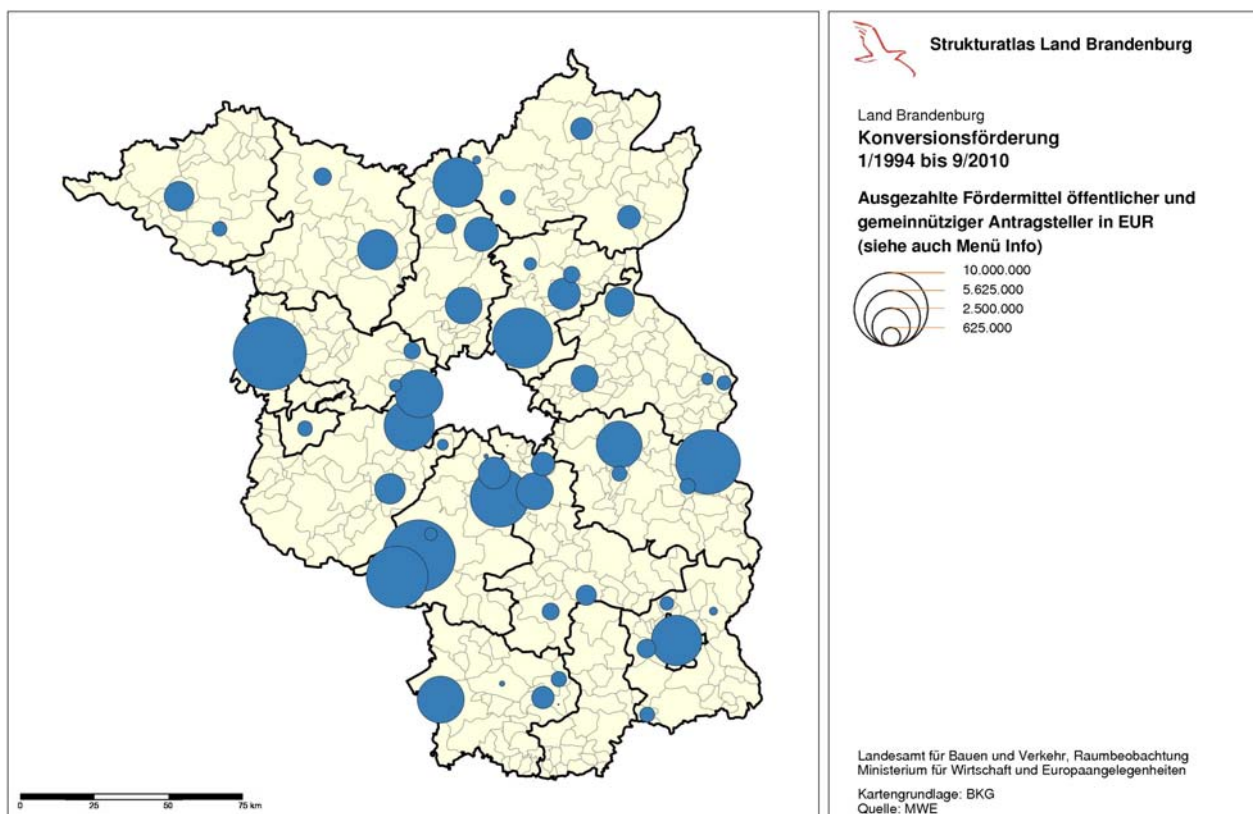 Strukturatlas Land Brandenburg
Land Brandenburg
Konversionsförderung
1/1994 bis 9/2010
Ausgezahlte Fördermittel öffentlicher und
gemeinnütziger Antragsteller in EUR
(siehe auch Menü Info)
10.000.000
5.625.000
2.500.000
625.000
0 25 50 75 km
Landesamt für Bauen und Verkehr, Raumbeobachtung
Ministerium für Wirtschaft und Europaangelegenheiten
Kartengrundlage: BKG
Quelle: MWE